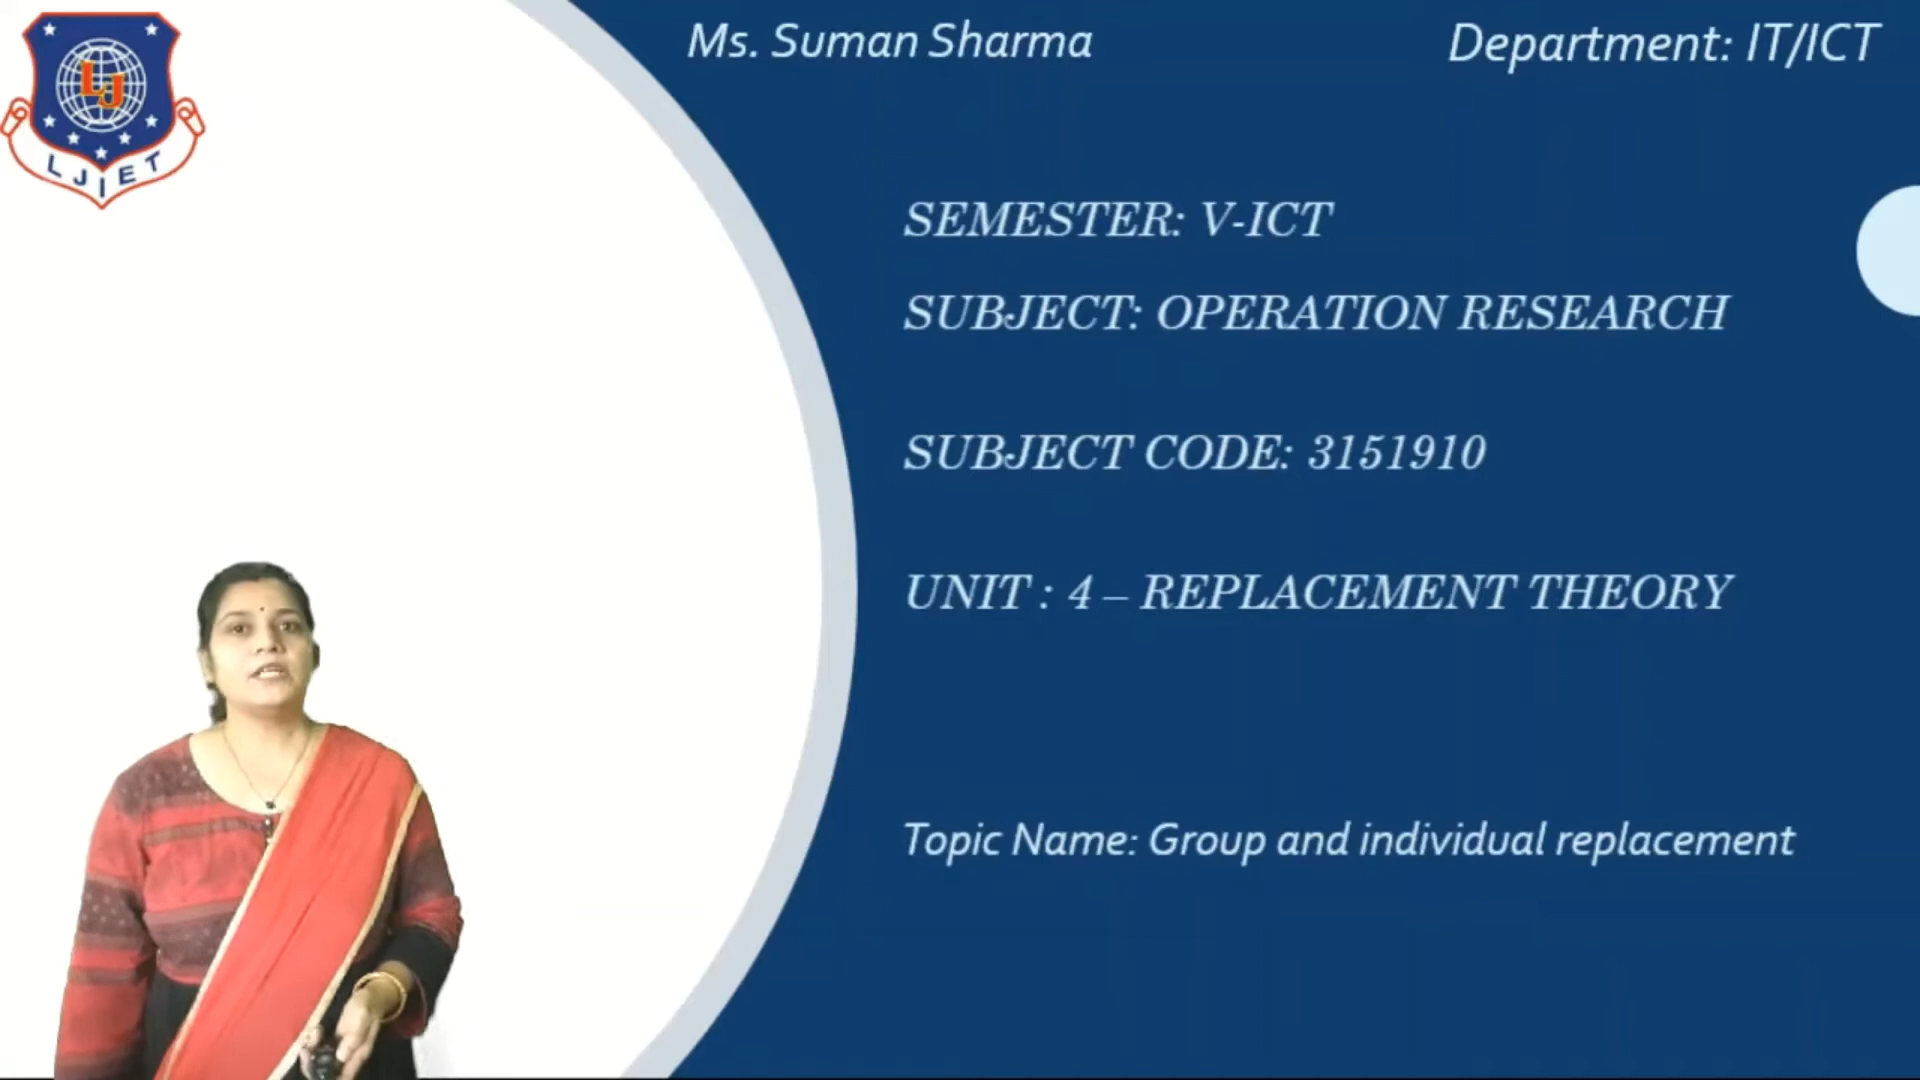 LJ
LJIET
Ms. Suman Sharma
Department: IT/ICT
SEMESTER: V-ICT
SUBJECT: OPERATION RESEARCH
SUBJECT CODE: 3151910
UNIT : 4 – REPLACEMENT THEORY
Topic Name: Group and individual replacement